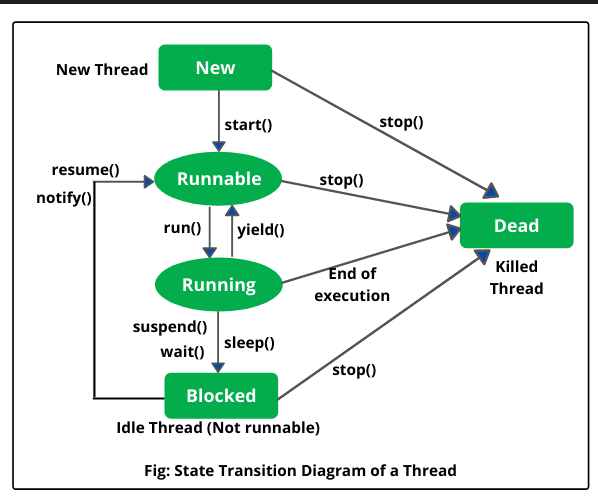 New Thread
New
start()
stop()
resume()
notify()
Runnable
stop()
Dead
Killed
Thread
run()
yield()
Running
End of
execution
suspend()
wait()
sleep()
stop()
Blocked
Idle Thread (Not runnable)
Fig: State Transition Diagram of a Thread